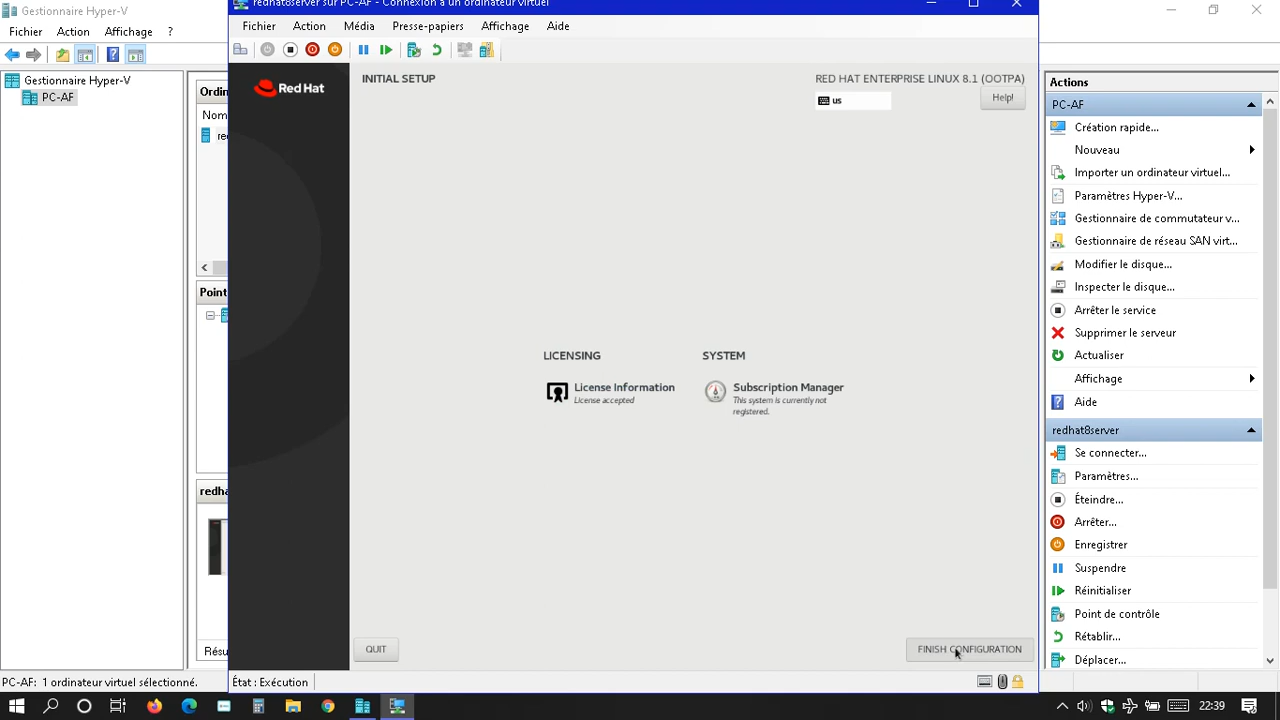 Gestionnaire Hyper-V
Fichier Action Affichage ?
Gestionnaire Hyper-V
PC-AF
Ordin
Nom
re
Point
redha
Résu
redhat8server sur PC-AF - Connexion à un ordinateur virtuel
Fichier Action Média Presse-papiers Affichage Aide
Red Hat
INITIAL SETUP
RED HAT ENTERPRISE LINUX 8.1 (OOTPA)
us
Help!
LICENSING
License Information
License accepted
SYSTEM
Subscription Manager
This system is currently not
registered.
QUIT
FINISH CONFIGURATION
État : Exécution
Actions
PC-AF
Création rapide...
Nouveau
Importer un ordinateur virtuel...
Paramètres Hyper-V...
Gestionnaire de commutateur v...
Gestionnaire de réseau SAN virt...
Modifier le disque...
Inspecter le disque...
Arrêter le service
Supprimer le serveur
Actualiser
Affichage
Aide
redhat8server
Se connecter...
Paramètres...
Éteindre...
Arrêter...
Enregistrer
Suspendre
Réinitialiser
Point de contrôle
Rétablir...
Déplacer...
PC-AF: 1 ordinateur virtuel sélectionné.
22:39